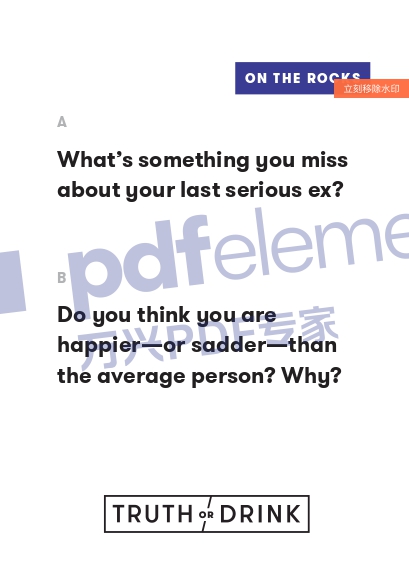 ON THE ROCKS
立刻移除水印
A
What's something you miss
about your last serious ex?
pdfeleme
B
Do you think you are
happier—or sadder—than
the average person? Why?
万兴PDF专家
TRUTH OR DRINK